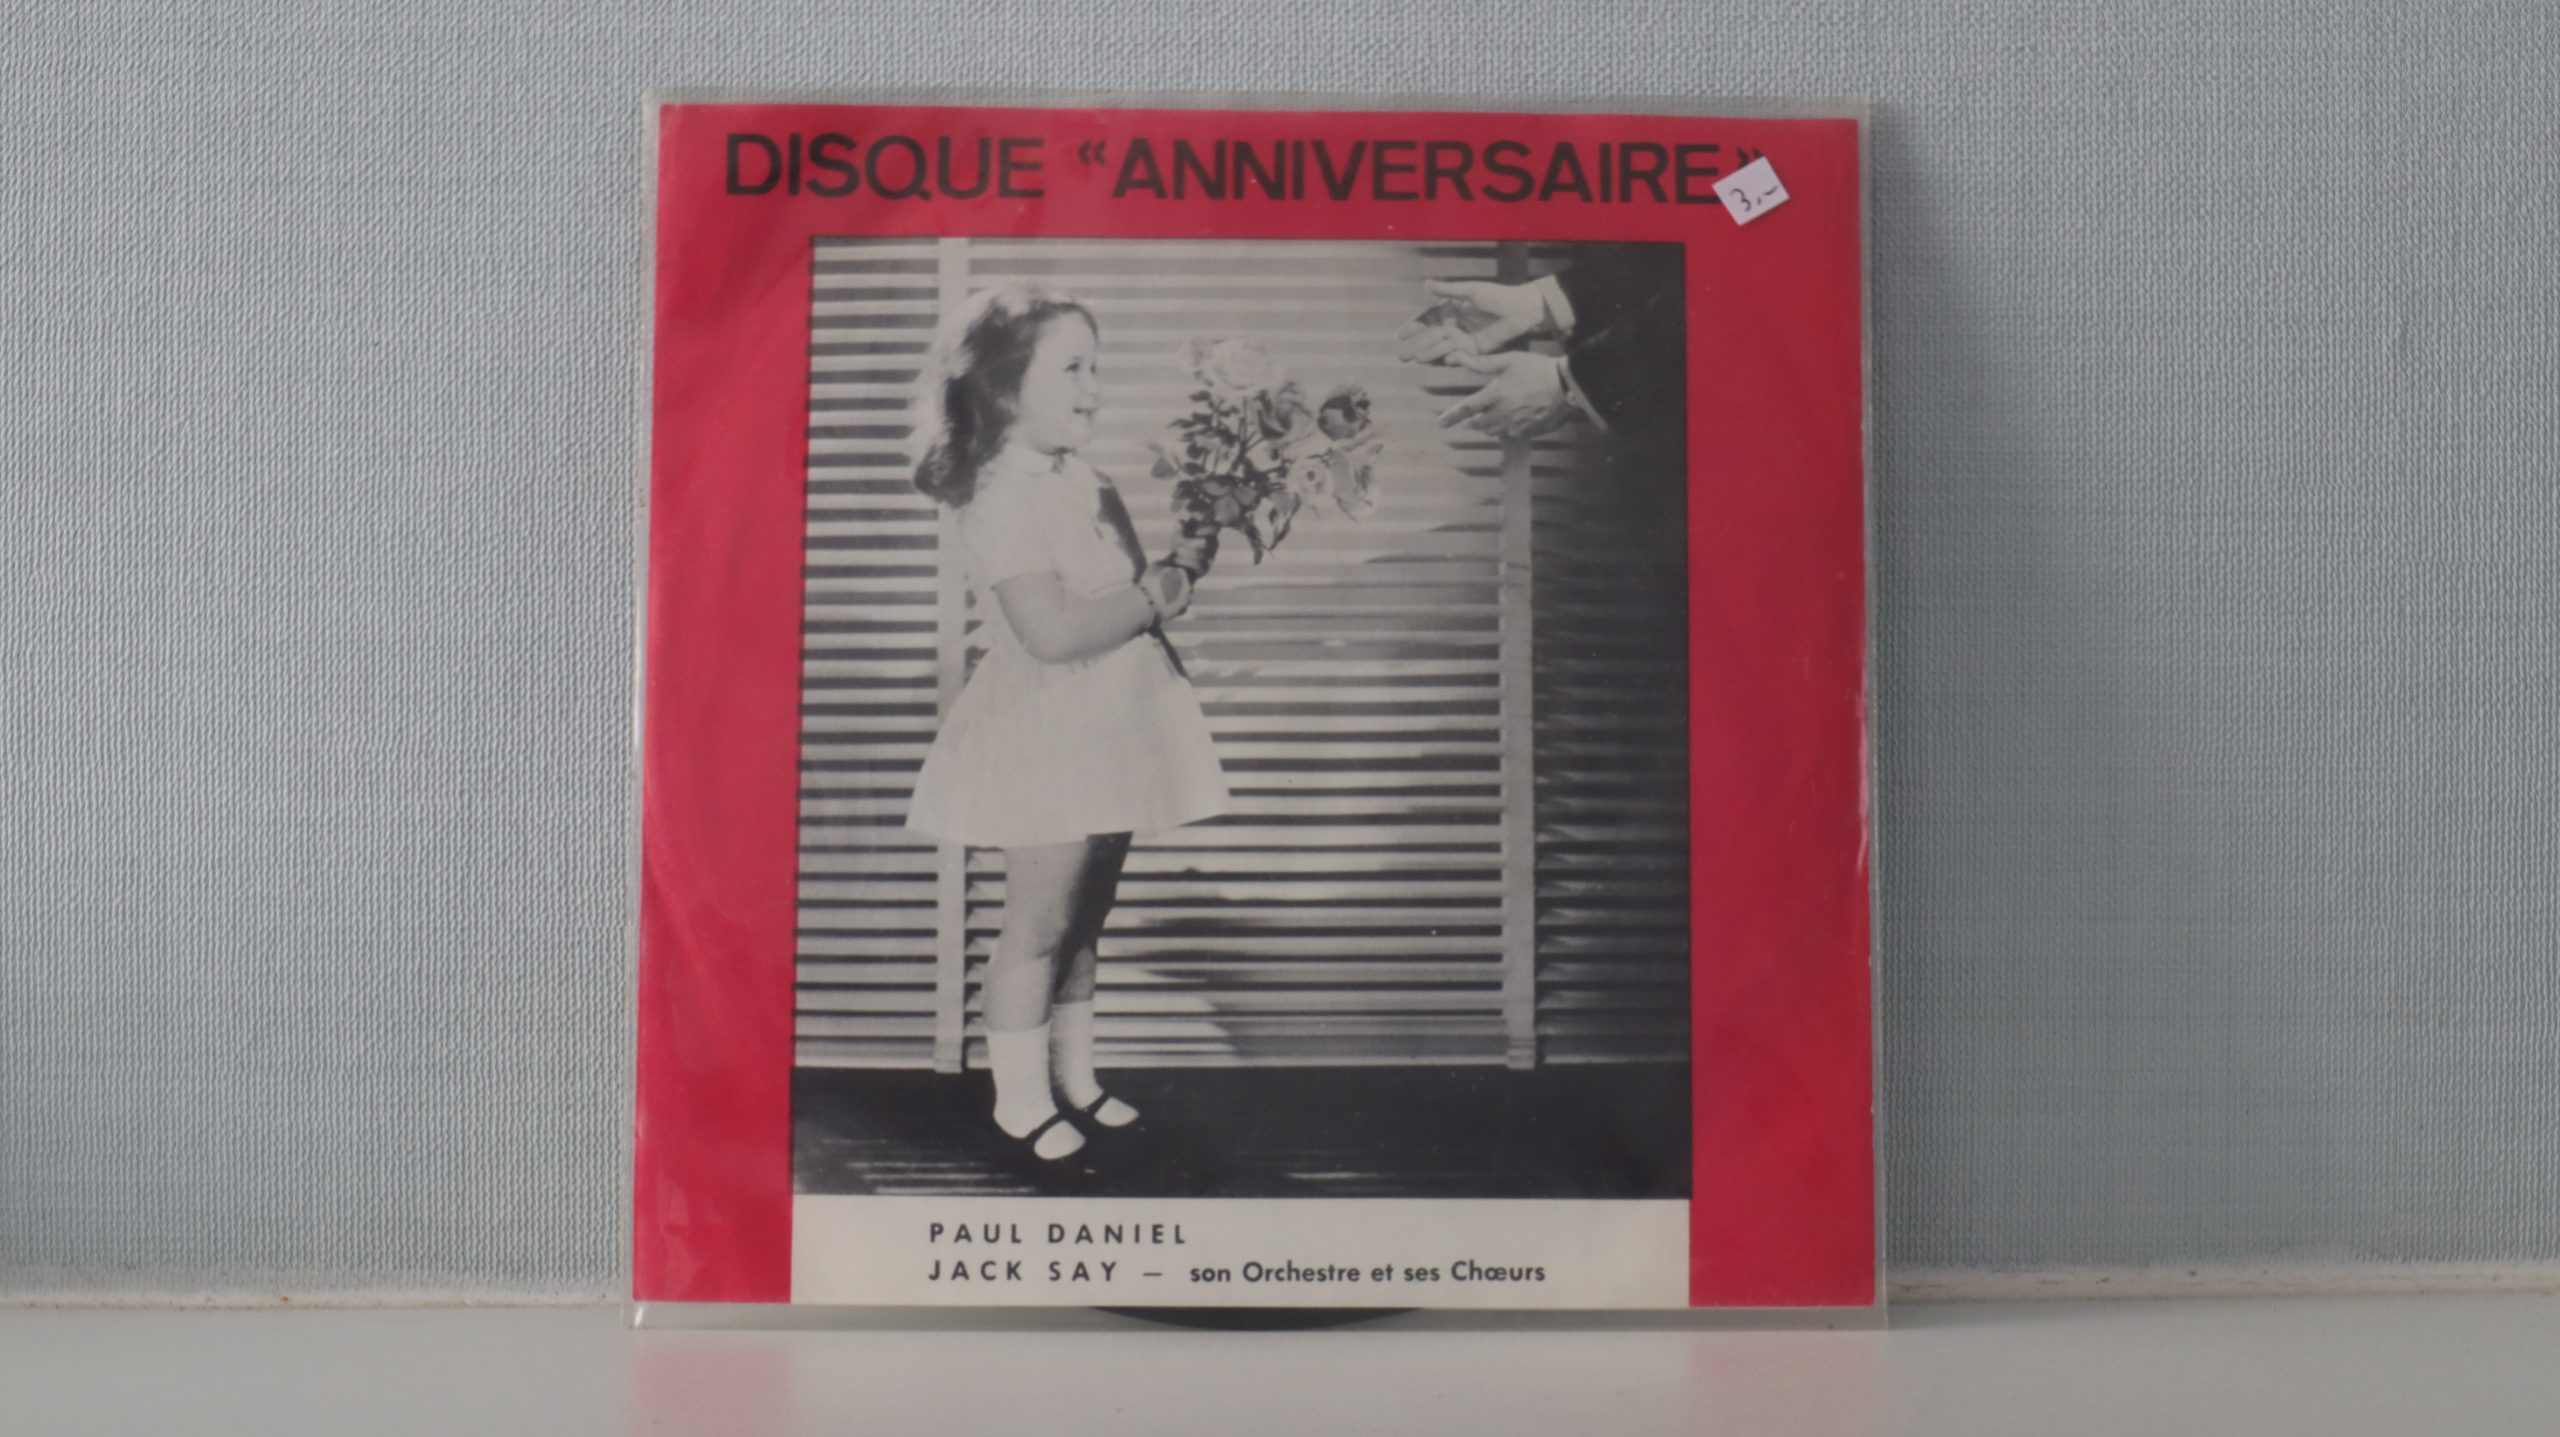 DISQUE «ANNIVERSAIRE»
3,-
PAUL DANIEL
JACK SAY — son Orchestre et ses Chœurs